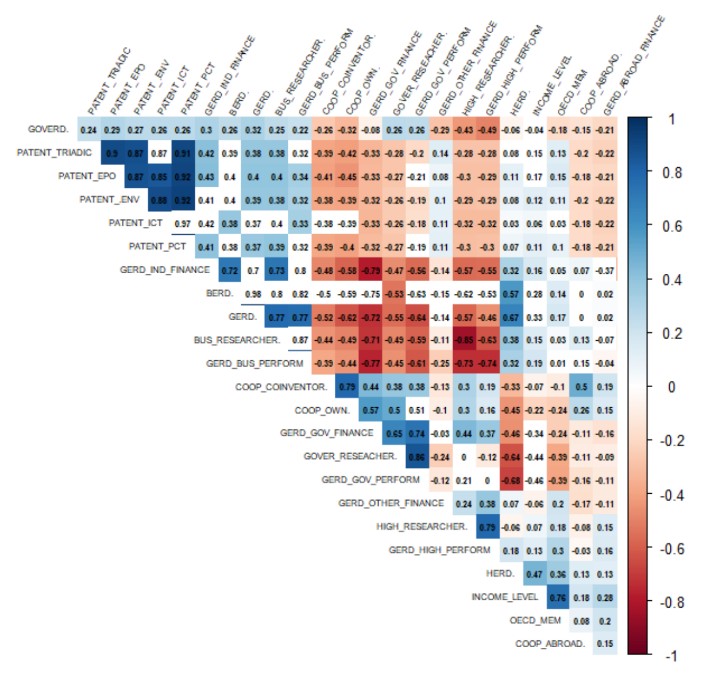 PATENT_TRIADIC
PATENT_EPO
PATENT_.ENV
PATENT_ICT
PATENT_PCT
GERD_IND_FINANCE
BERD.
GERD.
BUS_RESEARCHER.
GERD_BUS_PERFORM
COOP_COINVENTOR.
COOP_OWN.
GERD_GOV_FINANCE
GOVER_RESEACHER.
GERD_GOV_PERFORM
GERD_OTHER_FINANCE
HIGH_RESEARCHER.
GERD_HIGH_PERFORM
HERD.
INCOME_LEVEL
OECD_MEM
COOP_ABROAD.
GERD_ABROAD_FINANCE
GOVERD. 0.24 0.29 0.27 0.26 0.26 0.3 0.26 0.32 0.25 0.22 -0.26 -0.32 -0.08 0.26 0.26 -0.29 -0.43 -0.49 -0.06 -0.04 -0.18 -0.15 -0.21
PATENT_TRIADIC 0.9 0.87 0.87 0.91 0.42 0.39 0.38 0.38 0.32 -0.39 -0.42 -0.33 -0.28 -0.2 0.14 -0.28 -0.28 0.08 0.15 0.13 -0.2 -0.22
PATENT_EPO 0.87 0.85 0.92 0.43 0.4 0.4 0.4 0.34 -0.41 -0.45 -0.33 -0.27 -0.21 0.08 -0.3 -0.29 0.11 0.17 0.15 -0.18 -0.21
PATENT_.ENV 0.88 0.92 0.41 0.4 0.39 0.38 0.32 -0.38 -0.39 -0.32 -0.26 -0.19 0.1 -0.29 -0.29 0.08 0.12 0.11 -0.2 -0.22
PATENT_ICT 0.97 0.42 0.38 0.37 0.4 0.33 -0.38 -0.39 -0.33 -0.26 -0.18 0.11 -0.32 -0.32 0.03 0.06 0.05 -0.18 -0.22
PATENT_PCT 0.41 0.38 0.37 0.39 0.32 -0.39 -0.4 -0.32 -0.27 -0.19 0.11 -0.3 -0.3 0.07 0.11 0.1 -0.18 -0.21
GERD_IND_FINANCE 0.72 0.7 0.73 0.8 -0.48 -0.58 -0.79 -0.47 -0.56 -0.14 -0.57 -0.55 0.32 0.16 0.05 0.07 -0.37
BERD. 0.98 0.8 0.82 -0.5 -0.59 -0.75 -0.53 -0.63 -0.15 -0.62 -0.53 0.57 0.28 0.14 0 0.02
GERD. 0.77 0.77 -0.52 -0.62 -0.72 -0.55 -0.64 -0.14 -0.57 -0.46 0.67 0.33 0.17 0 0.02
BUS_RESEARCHER. 0.87 -0.44 -0.49 -0.71 -0.49 -0.59 -0.11 -0.85 -0.63 0.38 0.15 0.03 0.13 -0.07
GERD_BUS_PERFORM -0.39 -0.44 -0.77 -0.45 -0.61 -0.25 -0.73 -0.74 0.32 0.19 0.01 0.15 -0.04
COOP_COINVENTOR. 0.79 0.44 0.38 0.38 -0.13 0.3 0.19 -0.33 -0.07 -0.1 0.5 0.19
COOP_OWN. 0.57 0.5 0.51 -0.1 0.3 0.16 -0.45 -0.22 -0.24 0.26 0.15
GERD_GOV_FINANCE 0.65 0.74 -0.03 0.44 0.37 -0.46 -0.34 -0.24 -0.11 -0.16
GOVER_RESEACHER. 0.86 -0.24 0 -0.12 -0.64 -0.44 -0.39 -0.11 -0.09
GERD_GOV_PERFORM -0.12 0.21 0 -0.68 -0.46 -0.39 -0.16 -0.11
GERD_OTHER_FINANCE 0.24 0.38 0.07 -0.06 0.2 -0.17 -0.11
HIGH_RESEARCHER. 0.79 -0.06 0.07 0.18 -0.08 0.15
GERD_HIGH_PERFORM 0.18 0.13 0.3 -0.03 0.16
HERD. 0.47 0.36 0.13 0.13
INCOME_LEVEL 0.76 0.18 0.28
OECD_MEM 0.08 0.2
COOP_ABROAD. 0.15
1
0.8
0.6
0.4
0.2
0
-0.2
-0.4
-0.6
-0.8
-1